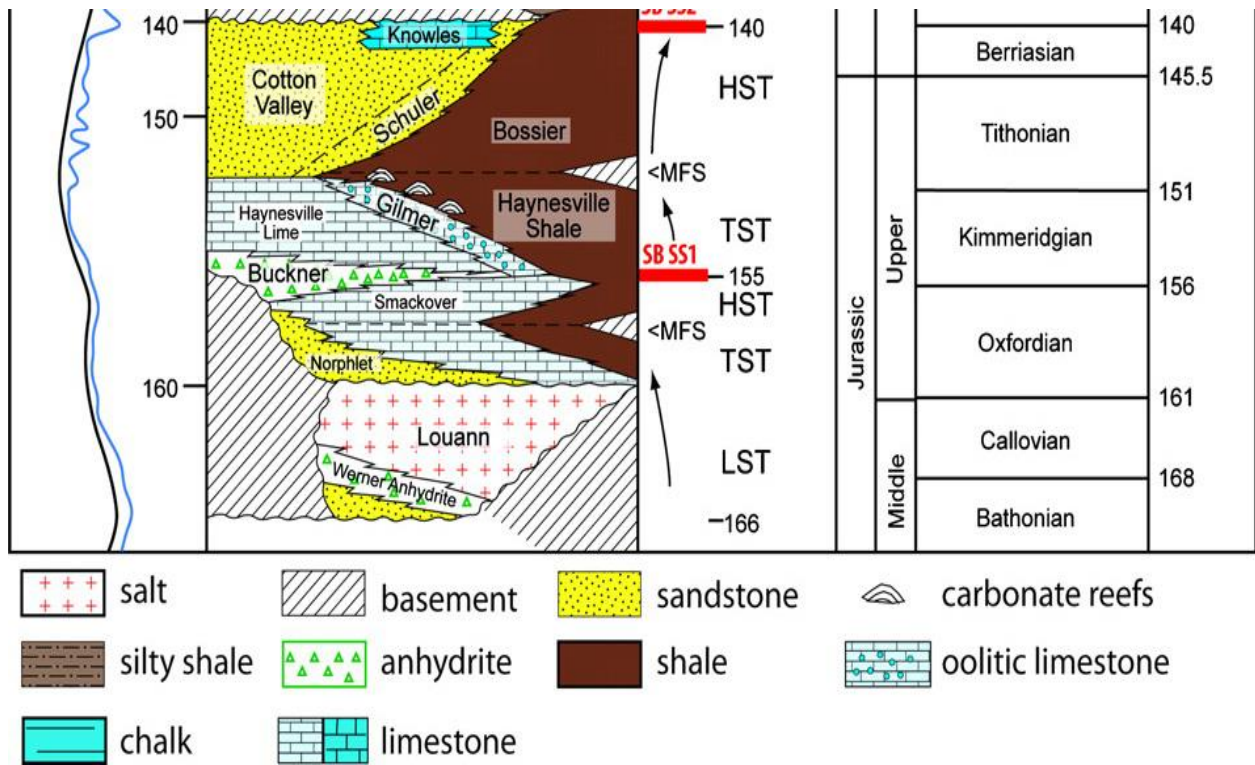 SB SS2
140
Knowles
140
140
Berriasian
145.5
Cotton
Valley
HST
150
Schuler
Bossier
Tithonian
<MFS
151
Haynesville
Lime
Gilmer
Haynesville
Shale
TST
Upper
Kimmeridgian
SB SS1
Buckner
155
156
Smackover
HST
<MFS
Jurassic
Oxfordian
Norphlet
TST
160
161
Louann
Callovian
Werner Anhydrite
LST
168
Middle
166
Bathonian
salt
basement
sandstone
carbonate reefs
silty shale
anhydrite
shale
oolitic limestone
chalk
limestone